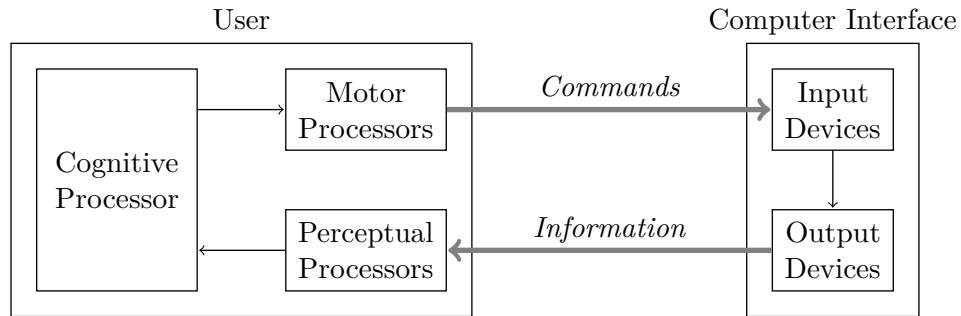 User
Computer Interface
Cognitive
Processor
Motor
Processors
Commands
Input
Devices
Perceptual
Processors
Information
Output
Devices